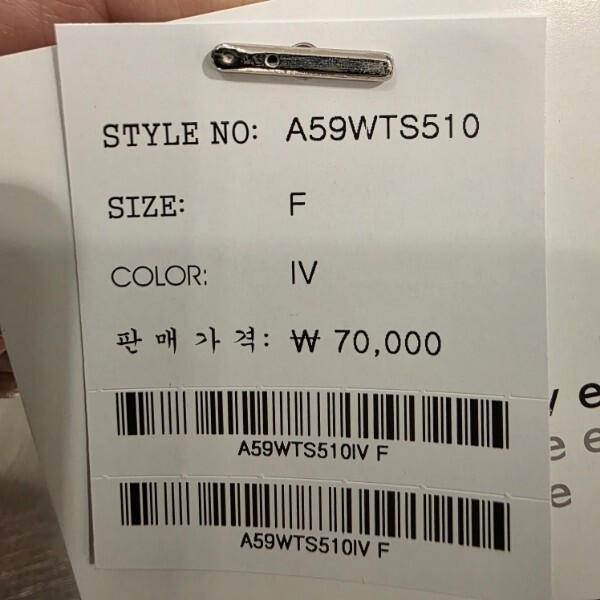 STYLE NO: A59WTS510
SIZE: F
COLOR: IV
판매가격: ₩ 70,000
A59WTS510IV F
A59WTS510IV F